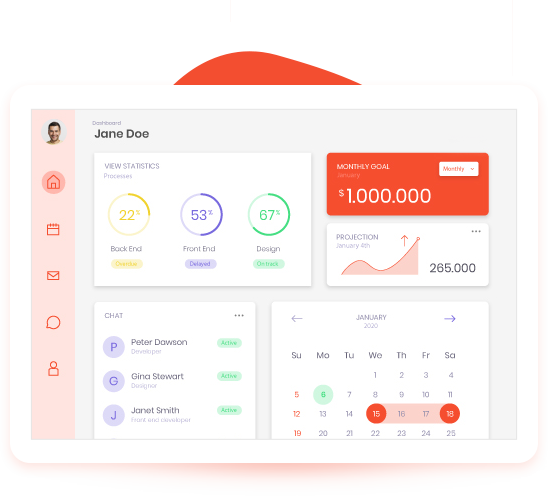 Dashboard
Jane Doe
VIEW STATISTICS
Processes
22%
53%
67%
Back End
Front End
Design
Overdue
Delayed
On track
MONTHLY GOAL
January
Monthly
$1.000.000
PROJECTION
January 4th
265.000
CHAT
P
Peter Dawson
Developer
Active
G
Gina Stewart
Designer
Active
J
Janet Smith
Front end developer
Active
JANUARY
2020
Su Mo Tu We Th Fr Sa
1 2 3 4
5 6 7 8 9 10 11
12 13 14 15 16 17 18
19 20 21 22 23 24 25